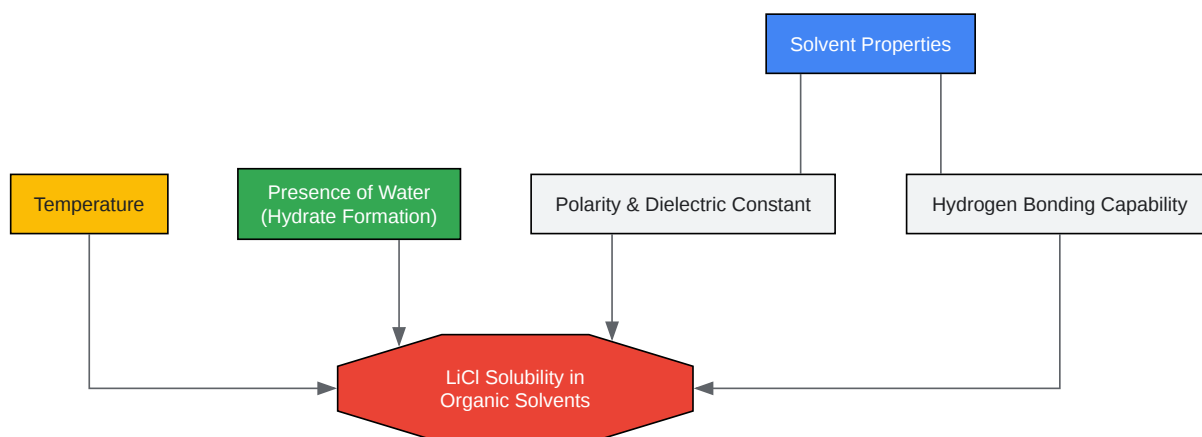 Solvent Properties
Temperature
Presence of Water
(Hydrate Formation)
Polarity & Dielectric Constant
Hydrogen Bonding Capability
LiCl Solubility in
Organic Solvents